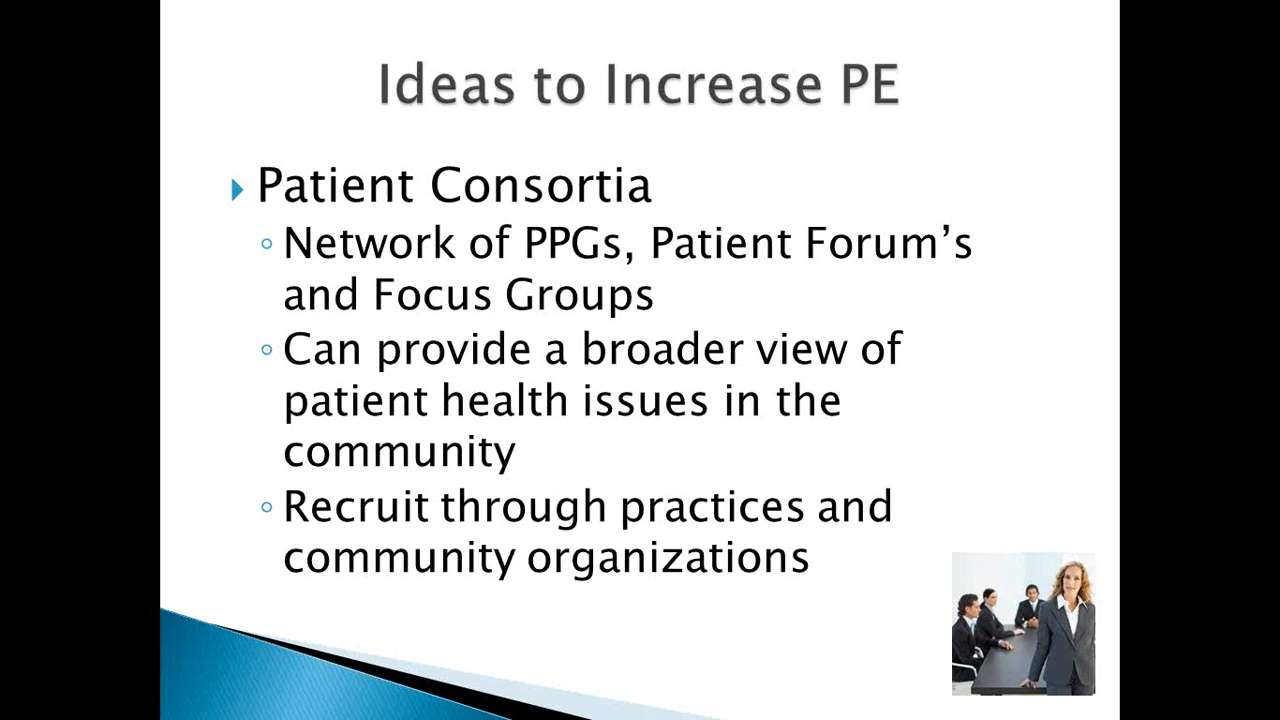 Ideas to Increase PE
Patient Consortia
Network of PPGs, Patient Forum’s
and Focus Groups
Can provide a broader view of
patient health issues in the
community
Recruit through practices and
community organizations